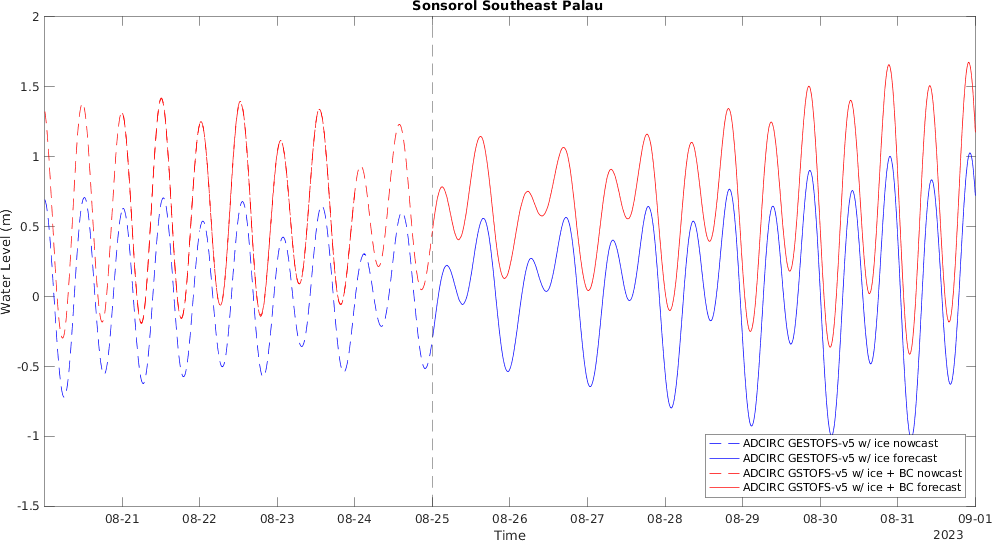 Sonsorol Southeast Palau
2
1.5
1
0.5
0
-0.5
-1
-1.5
Water Level (m)
ADCIRC GESTOFS-v5 w/ ice nowcast
ADCIRC GESTOFS-v5 w/ ice forecast
ADCIRC GSTOFS-v5 w/ ice + BC nowcast
ADCIRC GSTOFS-v5 w/ ice + BC forecast
08-21 08-22 08-23 08-24 08-25 08-26 08-27 08-28 08-29 08-30 08-31 09-01
Time
2023